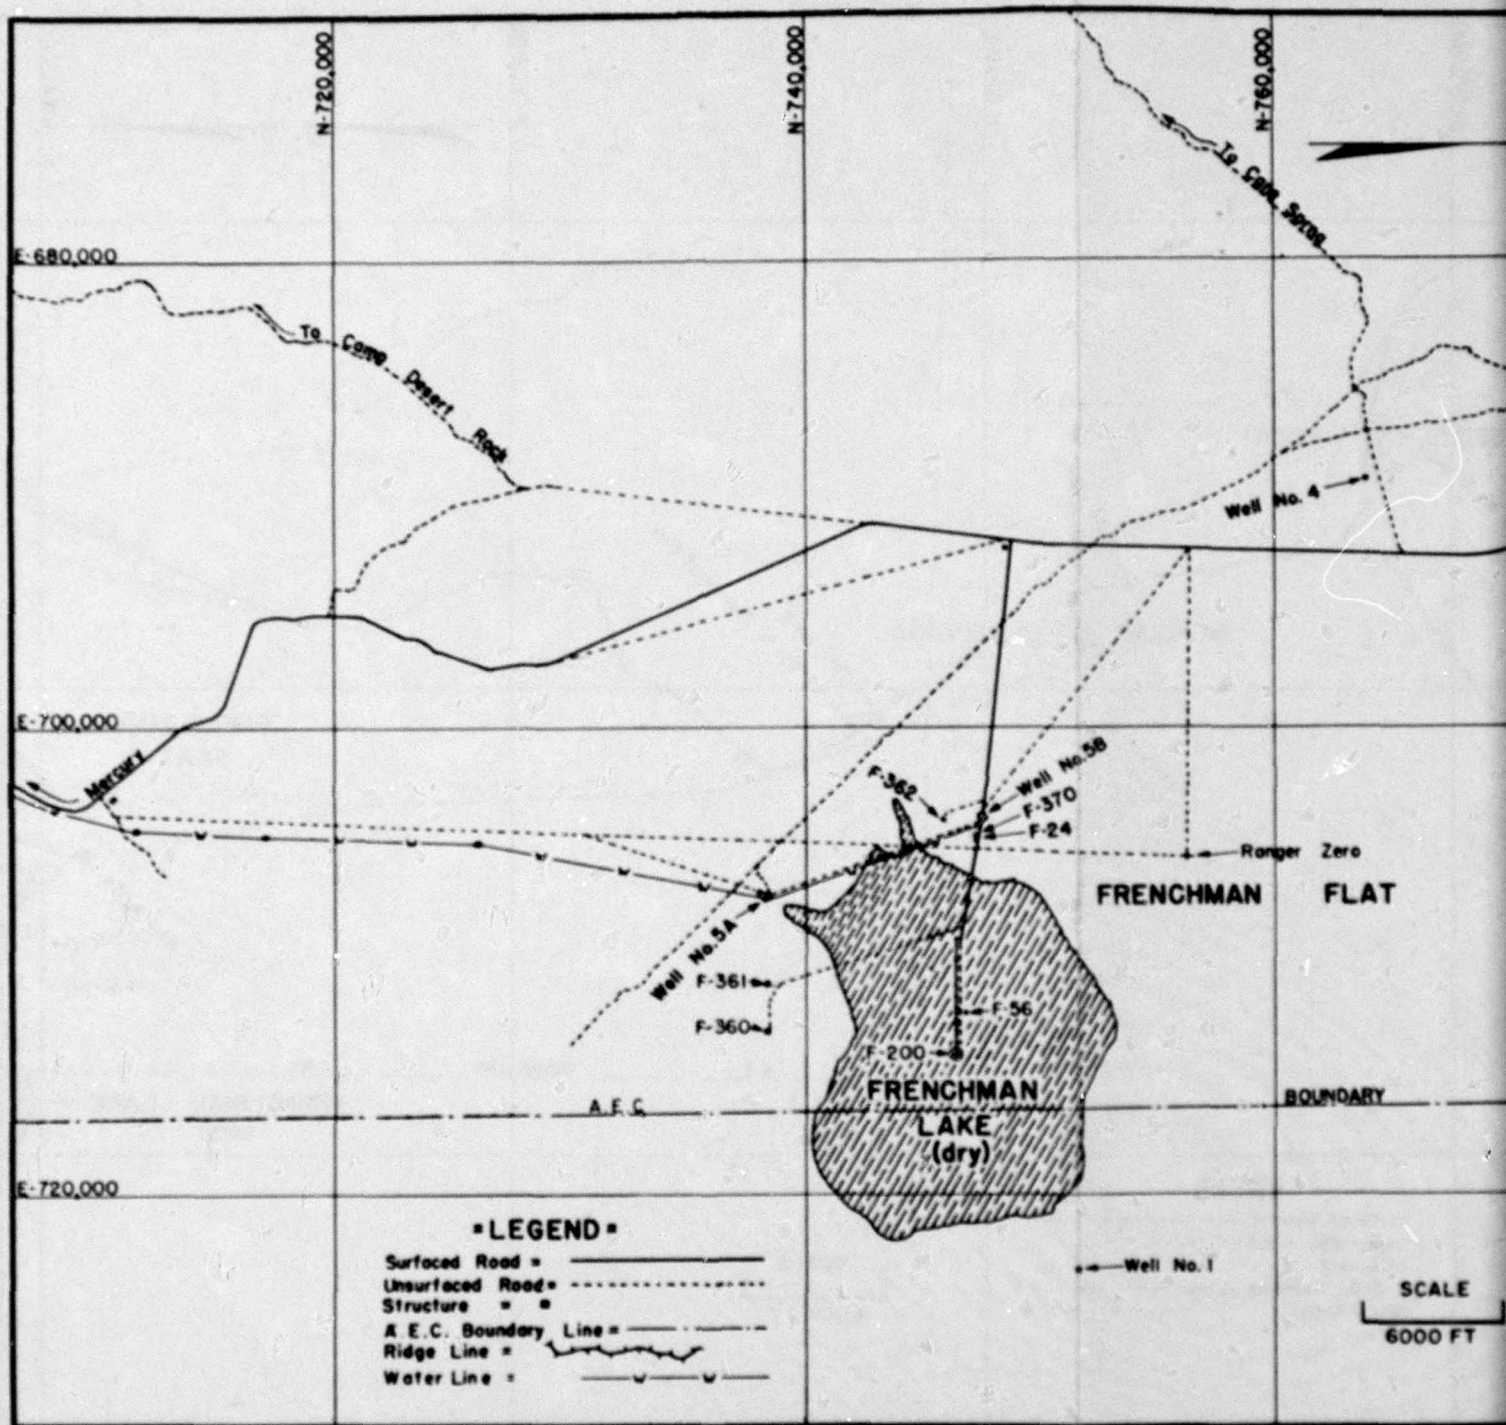 N-720,000
N-740,000
N-760,000
To Cane Spring
E-680,000
To Camp Desert Rock
Well No. 4
E-700,000
Mercury
F-362
Well No. 5B
F-370
F-24
Ranger Zero
FRENCHMAN FLAT
Well No. 5A
F-361
F-360
F-56
F-200
FRENCHMAN
LAKE
(dry)
A.E.C. BOUNDARY
E-720,000
LEGEND
Surfaced Road =
Unsurfaced Road =
Structure =
A.E.C. Boundary Line =
Ridge Line =
Water Line =
Well No. 1
SCALE
6000 FT